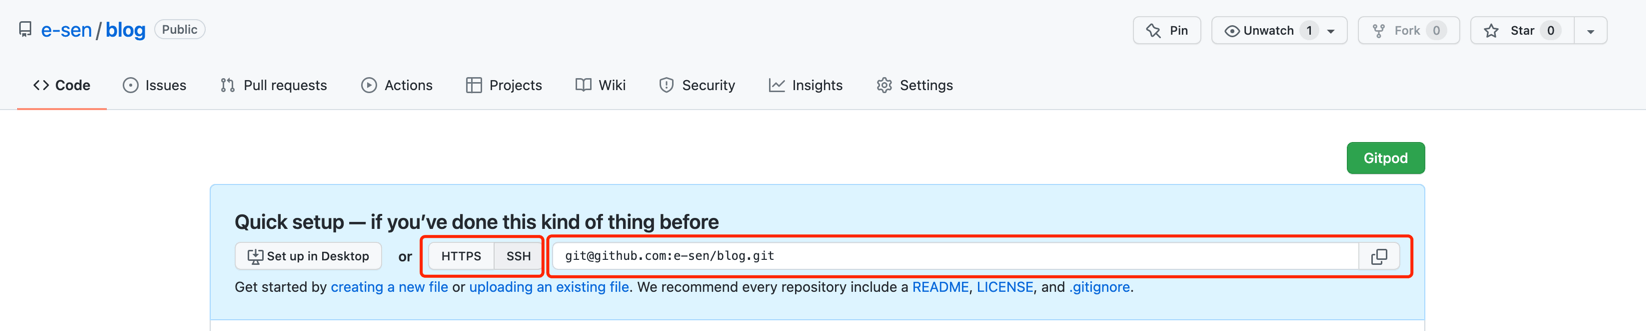 e-sen / blog Public
Pin Unwatch 1 Fork 0 Star 0
Code Issues Pull requests Actions Projects Wiki Security Insights Settings
Gitpod
Quick setup — if you’ve done this kind of thing before
Set up in Desktop or HTTPS SSH git@github.com:e-sen/blog.git
Get started by creating a new file or uploading an existing file. We recommend every repository include a README, LICENSE, and .gitignore.